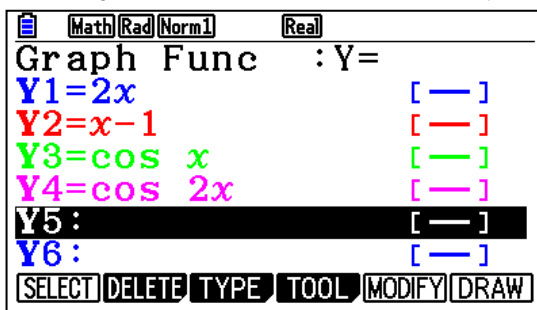 Math Rad Norm1 Real
Graph Func :Y=
Y1=2x [—]
Y2=x−1 [—]
Y3=cos x [—]
Y4=cos 2x [—]
Y5: [—]
Y6: [—]
SELECT DELETE TYPE TOOL MODIFY DRAW